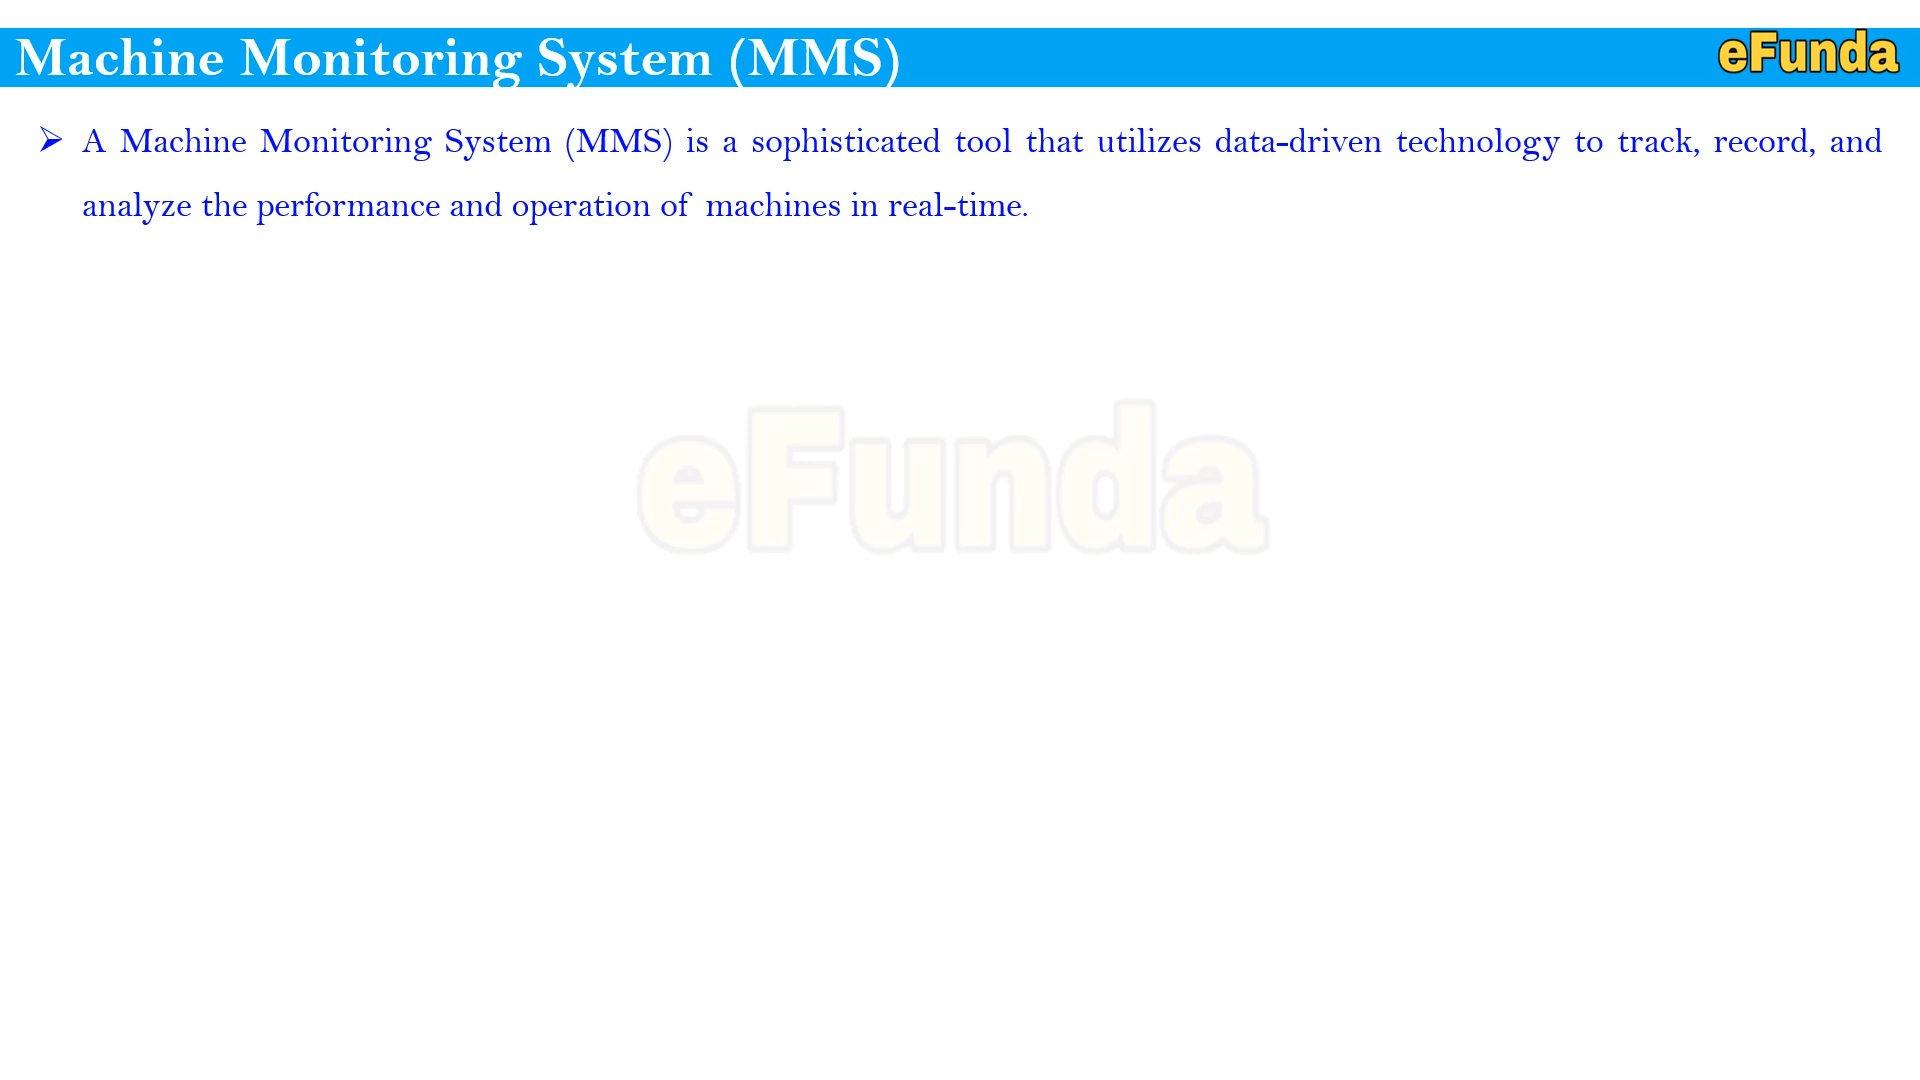 Machine Monitoring System (MMS)
eFunda
➢ A Machine Monitoring System (MMS) is a sophisticated tool that utilizes data-driven technology to track, record, and
analyze the performance and operation of machines in real-time.
eFunda